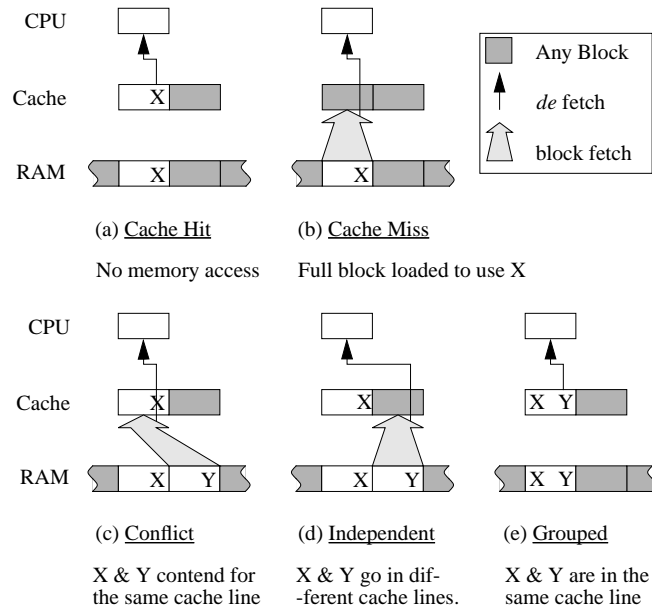 CPU
Cache
X
RAM
X
X
(a) Cache Hit
(b) Cache Miss
No memory access
Full block loaded to use X
Any Block
de fetch
block fetch
CPU
Cache
X
X
X Y
RAM
X Y
X Y
X Y
(c) Conflict
(d) Independent
(e) Grouped
X & Y contend for
the same cache line
X & Y go in dif-
-ferent cache lines.
X & Y are in the
same cache line